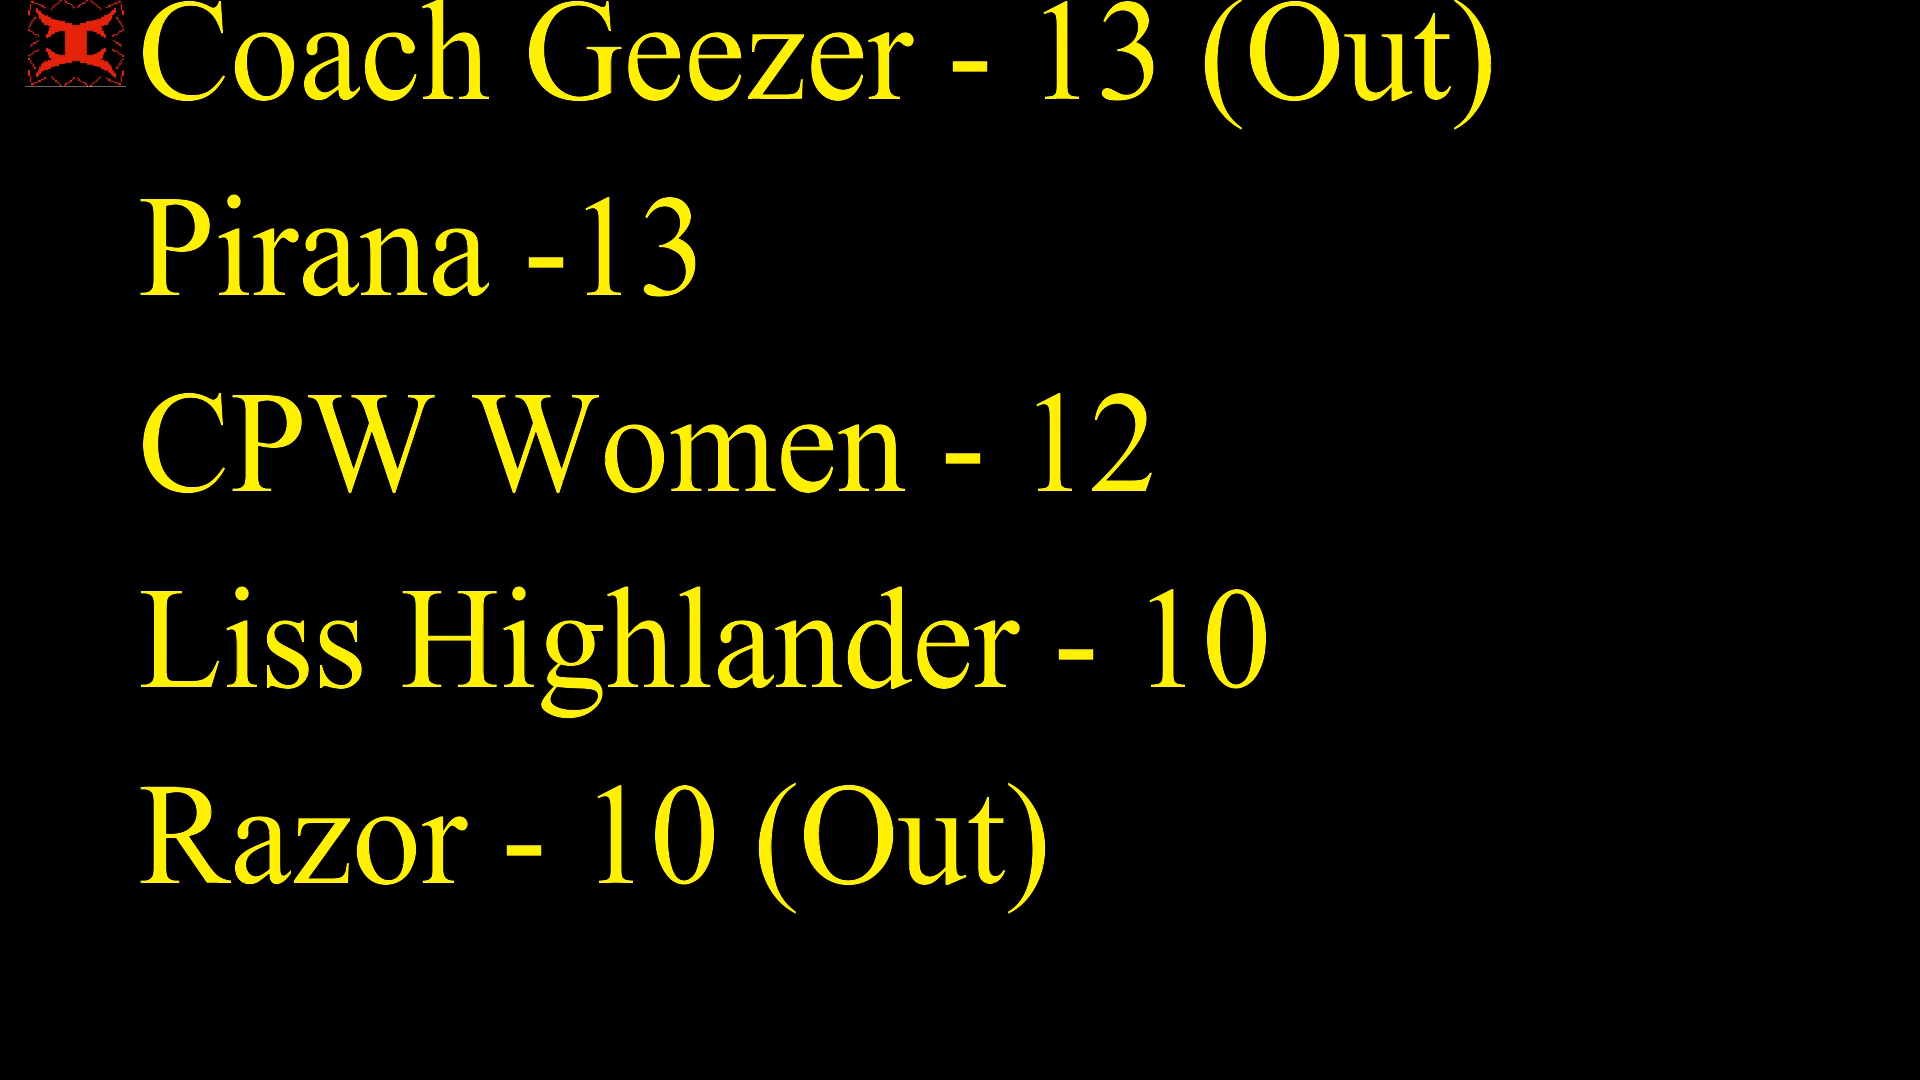 Coach Geezer - 13 (Out)
Pirana -13
CPW Women - 12
Liss Highlander - 10
Razor - 10 (Out)